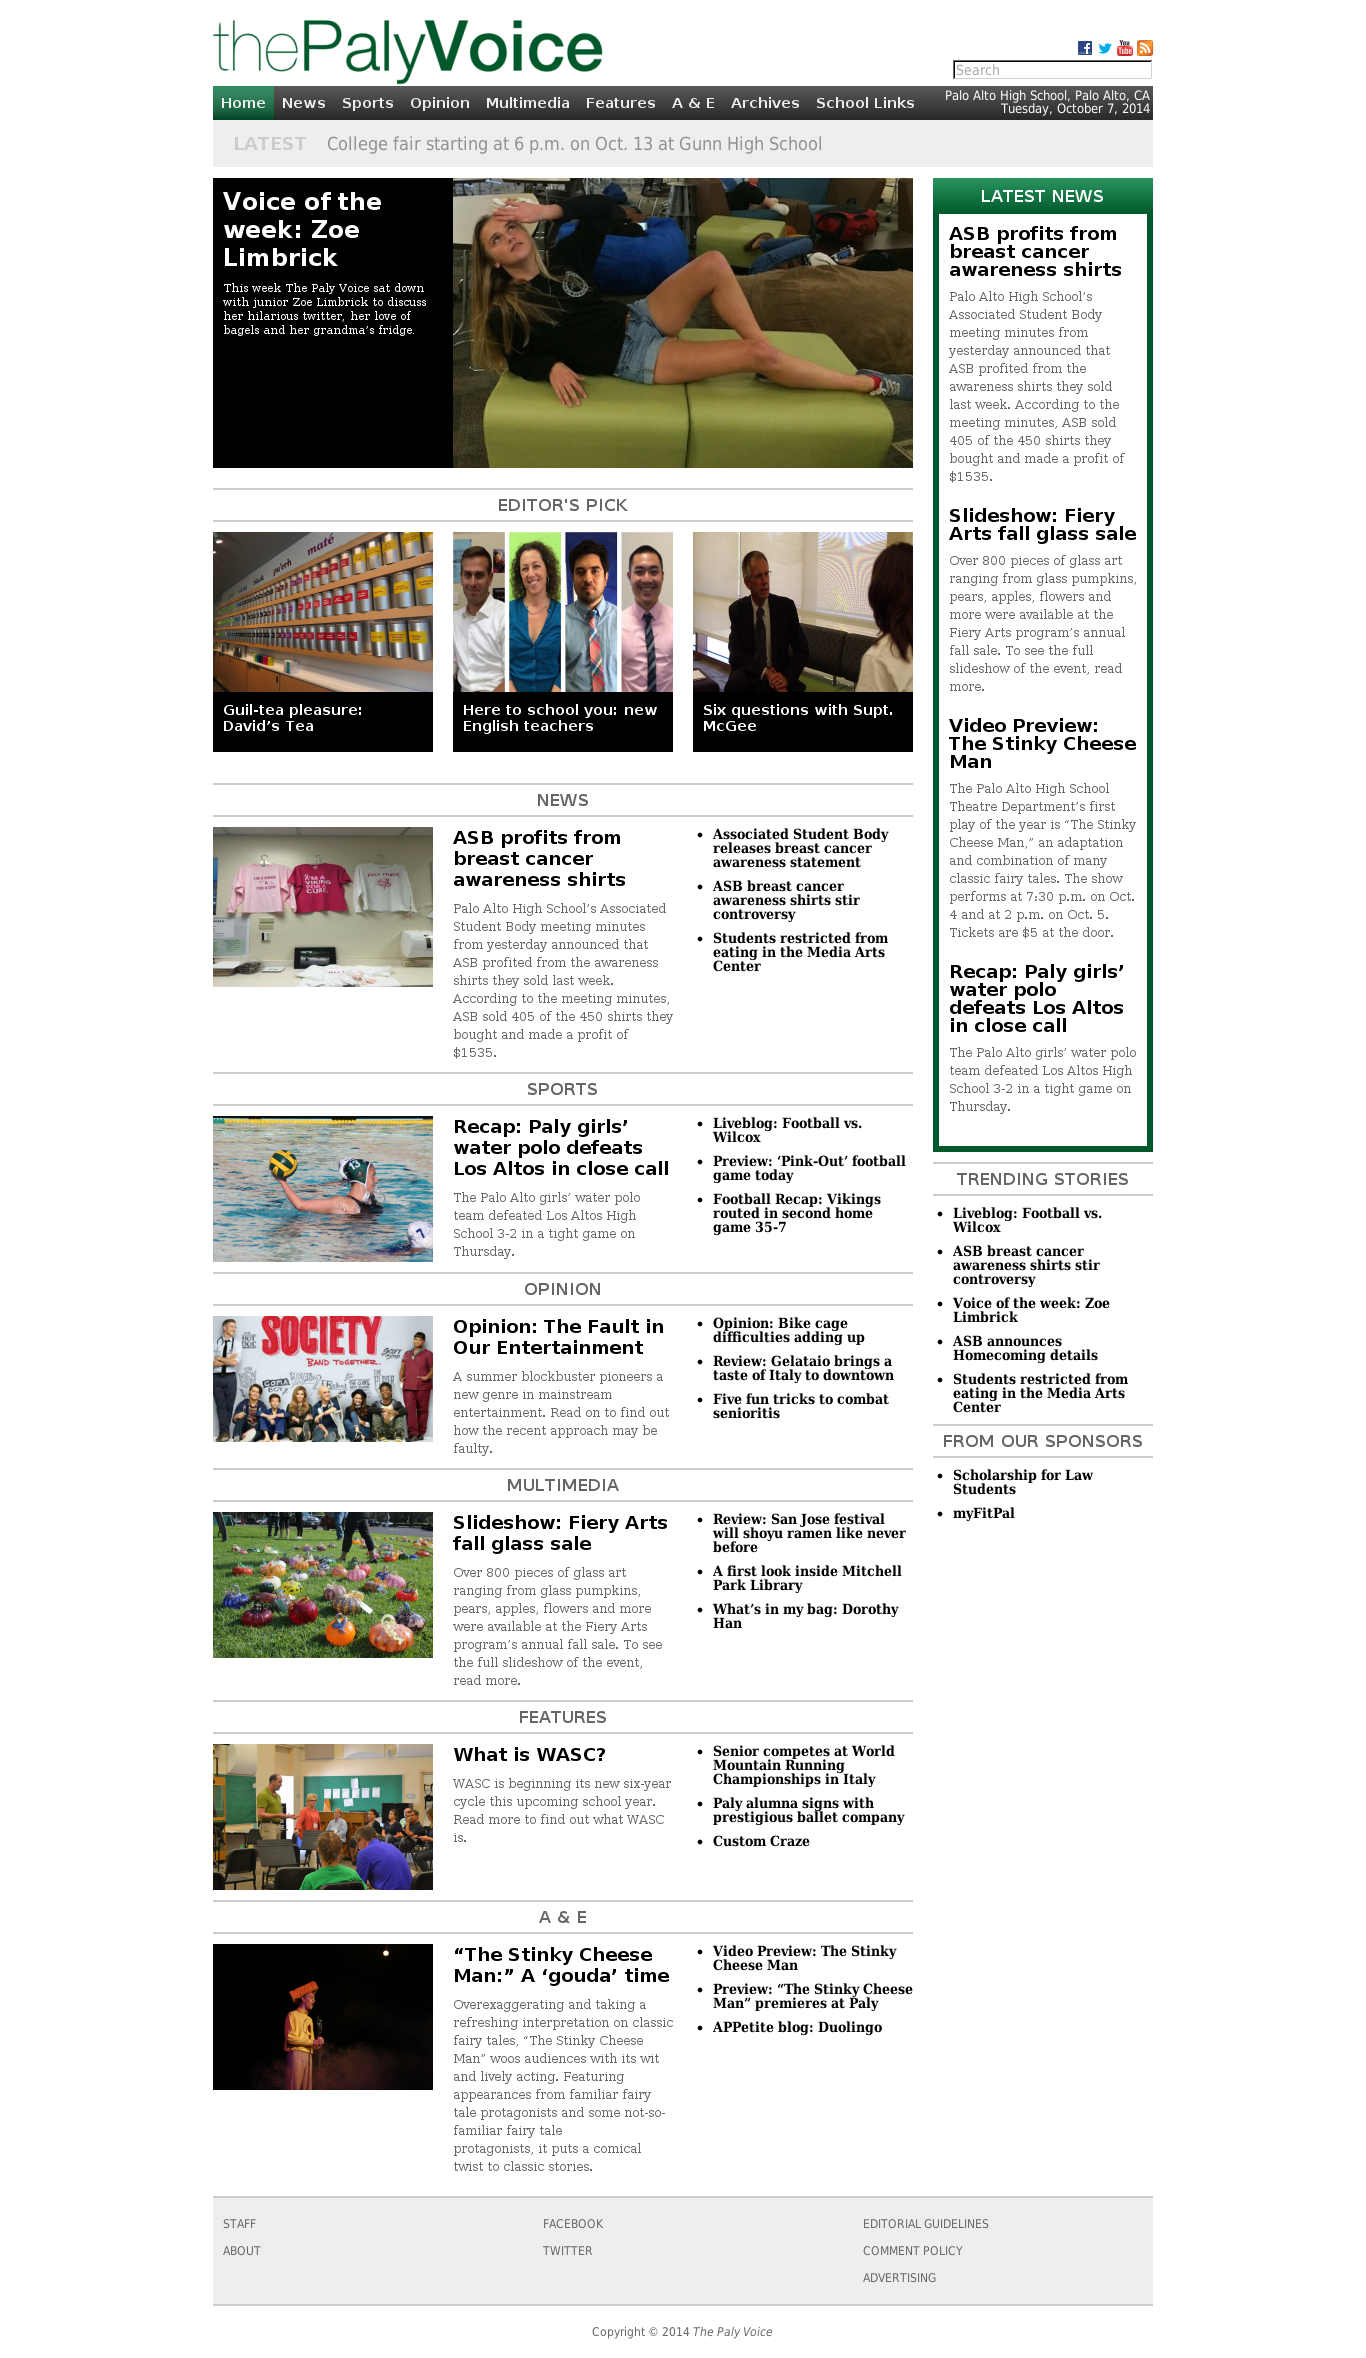 thePalyVoice
Search
Home News Sports Opinion Multimedia Features A & E Archives School Links
Palo Alto High School, Palo Alto, CA
Tuesday, October 7, 2014
LATEST College fair starting at 6 p.m. on Oct. 13 at Gunn High School
Voice of the
week: Zoe
Limbrick
This week The Paly Voice sat down
with junior Zoe Limbrick to discuss
her hilarious twitter, her love of
bagels and her grandma's fridge.
EDITOR'S PICK
maté
Guil-tea pleasure:
David's Tea
Here to school you: new
English teachers
Six questions with Supt.
McGee
NEWS
ASB profits from
breast cancer
awareness shirts
Palo Alto High School's Associated
Student Body meeting minutes
from yesterday announced that
ASB profited from the awareness
shirts they sold last week.
According to the meeting minutes,
ASB sold 405 of the 450 shirts they
bought and made a profit of
$1535.
• Associated Student Body
releases breast cancer
awareness statement
• ASB breast cancer
awareness shirts stir
controversy
• Students restricted from
eating in the Media Arts
Center
SPORTS
13
7
Recap: Paly girls'
water polo defeats
Los Altos in close call
The Palo Alto girls' water polo
team defeated Los Altos High
School 3-2 in a tight game on
Thursday.
• Liveblog: Football vs.
Wilcox
• Preview: 'Pink-Out' football
game today
• Football Recap: Vikings
routed in second home
game 35-7
OPINION
SOCIETY
BAND TOGETHER.
Opinion: The Fault in
Our Entertainment
A summer blockbuster pioneers a
new genre in mainstream
entertainment. Read on to find out
how the recent approach may be
faulty.
• Opinion: Bike cage
difficulties adding up
• Review: Gelataio brings a
taste of Italy to downtown
• Five fun tricks to combat
senioritis
MULTIMEDIA
Slideshow: Fiery Arts
fall glass sale
Over 800 pieces of glass art
ranging from glass pumpkins,
pears, apples, flowers and more
were available at the Fiery Arts
program's annual fall sale. To see
the full slideshow of the event,
read more.
• Review: San Jose festival
will shoyu ramen like never
before
• A first look inside Mitchell
Park Library
• What's in my bag: Dorothy
Han
FEATURES
What is WASC?
WASC is beginning its new six-year
cycle this upcoming school year.
Read more to find out what WASC
is.
• Senior competes at World
Mountain Running
Championships in Italy
• Paly alumna signs with
prestigious ballet company
• Custom Craze
A & E
“The Stinky Cheese
Man:” A ‘gouda’ time
Overexaggerating and taking a
refreshing interpretation on classic
fairy tales, “The Stinky Cheese
Man” woos audiences with its wit
and lively acting. Featuring
appearances from familiar fairy
tale protagonists and some not-so-
familiar fairy tale
protagonists, it puts a comical
twist to classic stories.
• Video Preview: The Stinky
Cheese Man
• Preview: “The Stinky Cheese
Man” premieres at Paly
• APPetite blog: Duolingo
LATEST NEWS
ASB profits from
breast cancer
awareness shirts
Palo Alto High School's
Associated Student Body
meeting minutes from
yesterday announced that
ASB profited from the
awareness shirts they sold
last week. According to the
meeting minutes, ASB sold
405 of the 450 shirts they
bought and made a profit of
$1535.
Slideshow: Fiery
Arts fall glass sale
Over 800 pieces of glass art
ranging from glass pumpkins,
pears, apples, flowers and
more were available at the
Fiery Arts program's annual
fall sale. To see the full
slideshow of the event, read
more.
Video Preview:
The Stinky Cheese
Man
The Palo Alto High School
Theatre Department's first
play of the year is “The Stinky
Cheese Man,” an adaptation
and combination of many
classic fairy tales. The show
performs at 7:30 p.m. on Oct.
4 and at 2 p.m. on Oct. 5.
Tickets are $5 at the door.
Recap: Paly girls'
water polo
defeats Los Altos
in close call
The Palo Alto girls' water polo
team defeated Los Altos High
School 3-2 in a tight game on
Thursday.
TRENDING STORIES
• Liveblog: Football vs.
Wilcox
• ASB breast cancer
awareness shirts stir
controversy
• Voice of the week: Zoe
Limbrick
• ASB announces
Homecoming details
• Students restricted from
eating in the Media Arts
Center
FROM OUR SPONSORS
• Scholarship for Law
Students
• myFitPal
STAFF
ABOUT
FACEBOOK
TWITTER
EDITORIAL GUIDELINES
COMMENT POLICY
ADVERTISING
Copyright © 2014 The Paly Voice